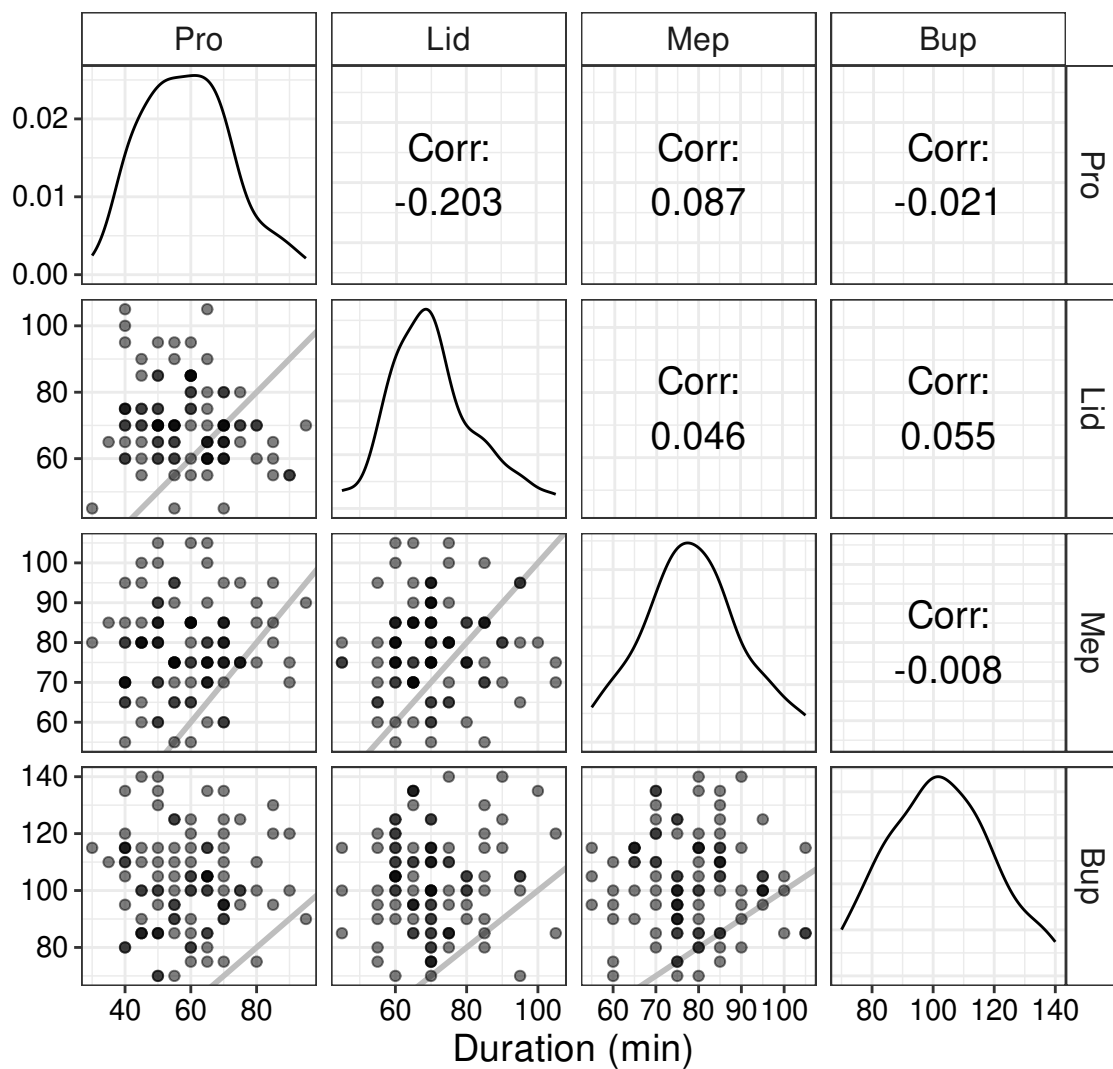 Pro Lid Mep Bup
0.02
0.01
0.00
Corr:
-0.203
Corr:
0.087
Corr:
-0.021
Pro
100
80
60
Corr:
0.046
Corr:
0.055
Lid
100
90
80
70
60
Corr:
-0.008
Mep
140
120
100
80
Bup
40 60 80 60 80 100 60 70 80 90 100 80 100 120 140
Duration (min)